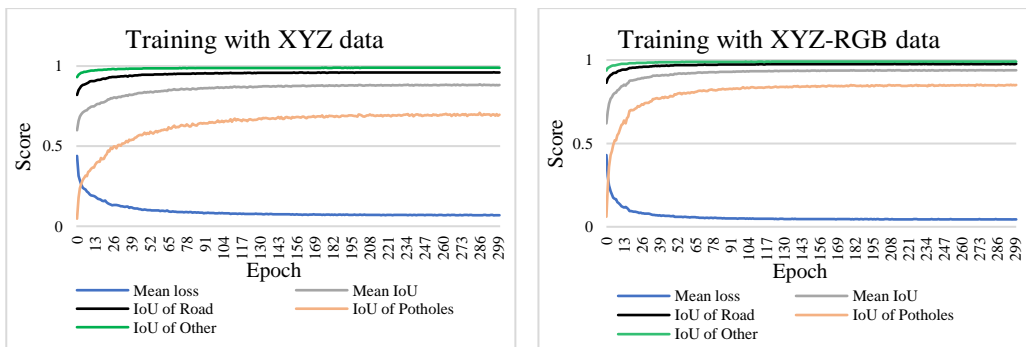 Training with XYZ data
1
0.5
0
Score
0 13 26 39 52 65 78 91 104 117 130 143 156 169 182 195 208 221 234 247 260 273 286 299
Epoch
Mean loss Mean IoU
IoU of Road IoU of Potholes
IoU of Other
Training with XYZ-RGB data
1
0.5
0
Score
0 13 26 39 52 65 78 91 104 117 130 143 156 169 182 195 208 221 234 247 260 273 286 299
Epoch
Mean loss Mean IoU
IoU of Road IoU of Potholes
IoU of Other